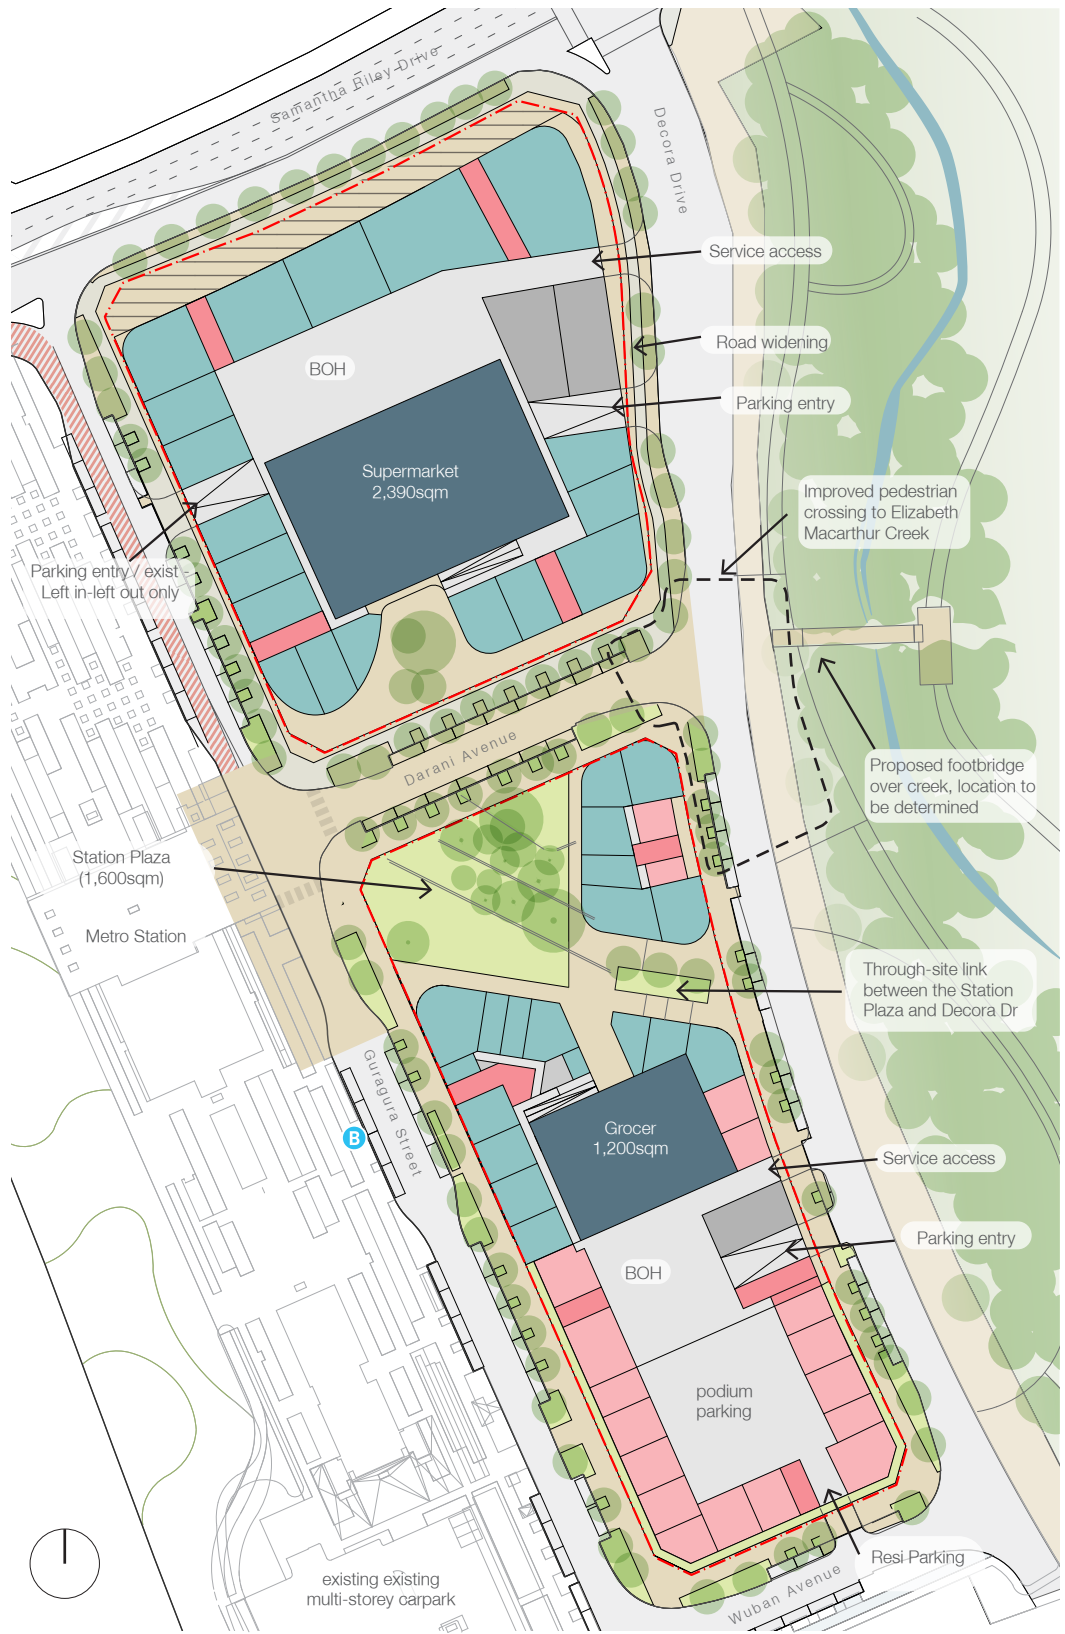 Samantha Riley Drive
Decora Drive
Service access
Road widening
BOH
Parking entry
Supermarket
2,390sqm
Improved pedestrian
crossing to Elizabeth
Macarthur Creek
Parking entry / exist -
Left in-left out only
Darani Avenue
Proposed footbridge
over creek, location to
be determined
Station Plaza
(1,600sqm)
Metro Station
Through-site link
between the Station
Plaza and Decora Dr
Guragura Street
B
Grocer
1,200sqm
Service access
Parking entry
BOH
podium
parking
Resi Parking
existing existing
multi-storey carpark
Wuban Avenue